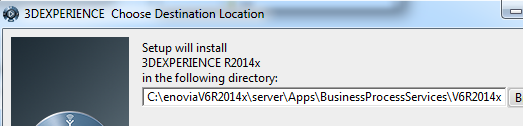 3DEXPERIENCE Choose Destination Location
Setup will install
3DEXPERIENCE R2014x
in the following directory:
C:\enoviaV6R2014x\server\Apps\BusinessProcessServices\V6R2014x